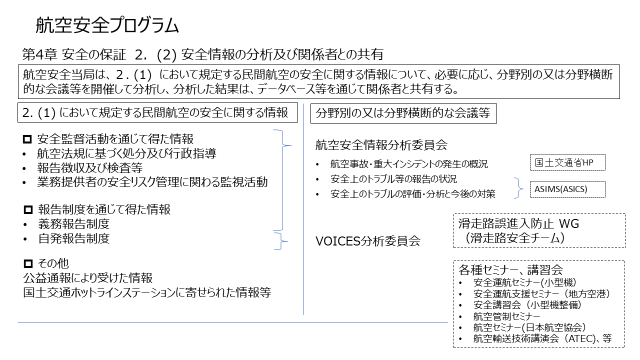 航空安全プログラム
第4章 安全の保証 2．(2) 安全情報の分析及び関係者との共有
航空安全当局は、２.(1) において規定する民間航空の安全に関する情報について、必要に応じ、分野別の又は分野横断
的な会議等を開催して分析し、分析した結果は、データベース等を通じて関係者と共有する。
2. (1) において規定する民間航空の安全に関する情報
安全監督活動を通じて得た情報
• 航空法規に基づく処分及び行政指導
• 報告徴収及び検査等
• 業務提供者の安全リスク管理に関わる監視活動
報告制度を通じて得た情報
• 義務報告制度
• 自発報告制度
その他
公益通報により受けた情報
国土交通ホットラインステーションに寄せられた情報等
分野別の又は分野横断的な会議等
航空安全情報分析委員会
• 航空事故・重大インシデントの発生の概況
• 安全上のトラブル等の報告の状況
• 安全上のトラブルの評価・分析と今後の対策
国土交通省HP
ASIMS(ASICS)
VOICES分析委員会
滑走路誤進入防止 WG
（滑走路安全チーム）
各種セミナー、講習会
• 安全運航セミナー(小型機)
• 安全運航支援セミナー（地方空港）
• 安全講習会（小型機整備）
• 航空管制セミナー
• 航空セミナー(日本航空協会)
• 航空輸送技術講演会（ATEC)、等